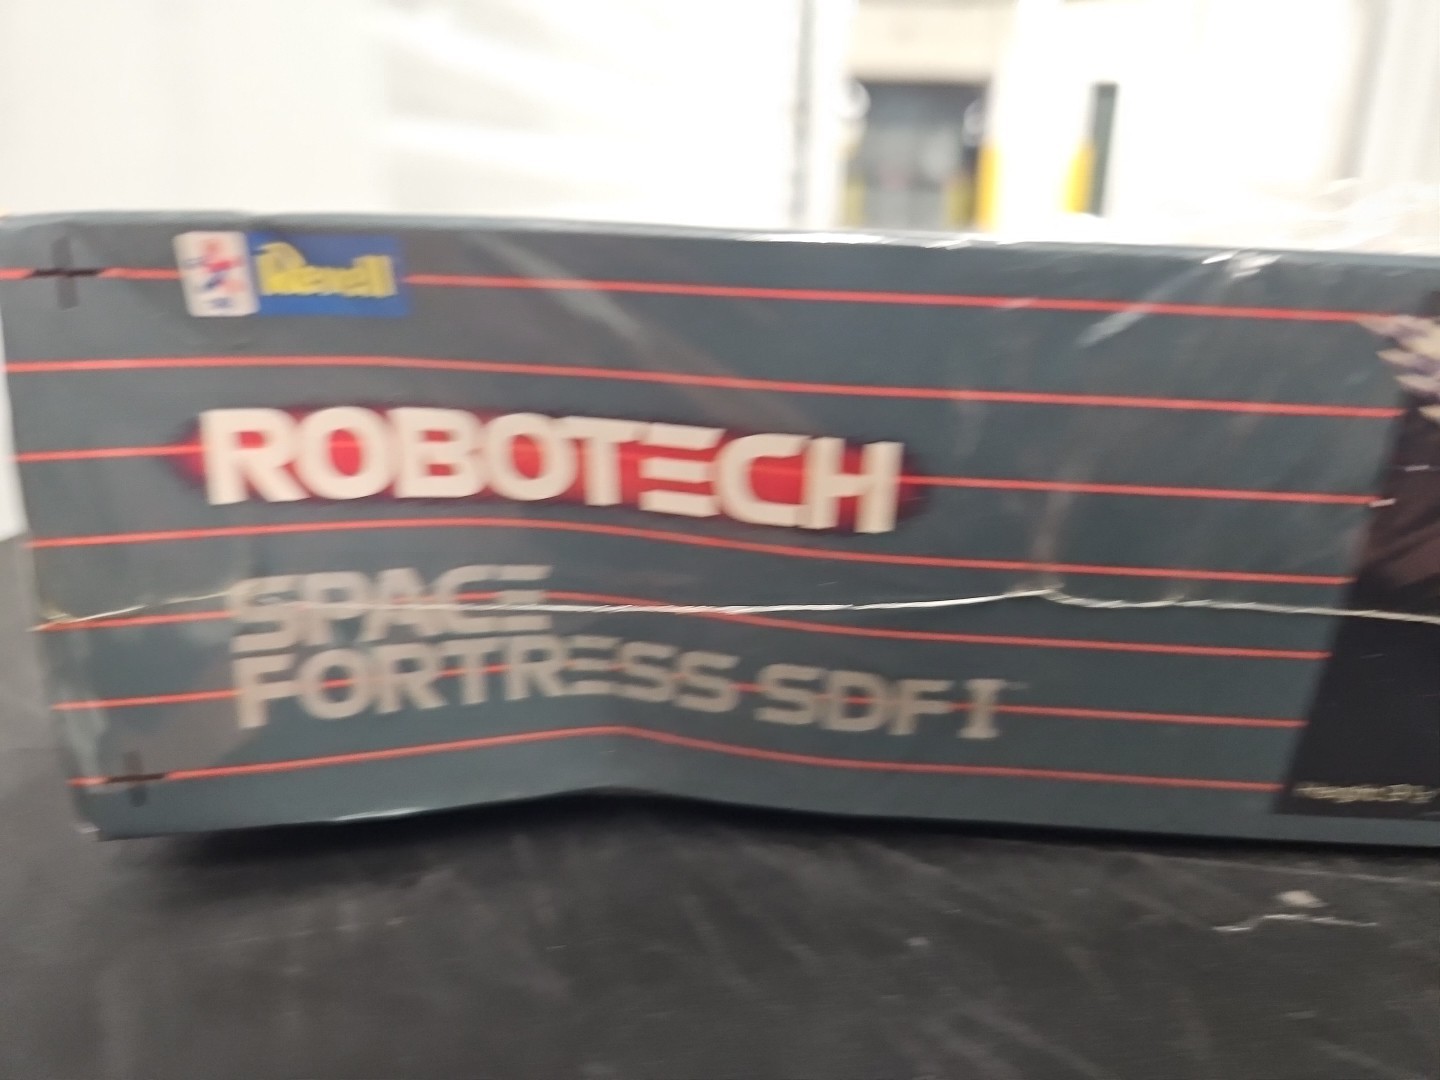 Revell
ROBOTECH
SPACE
FORTRESS SDF I